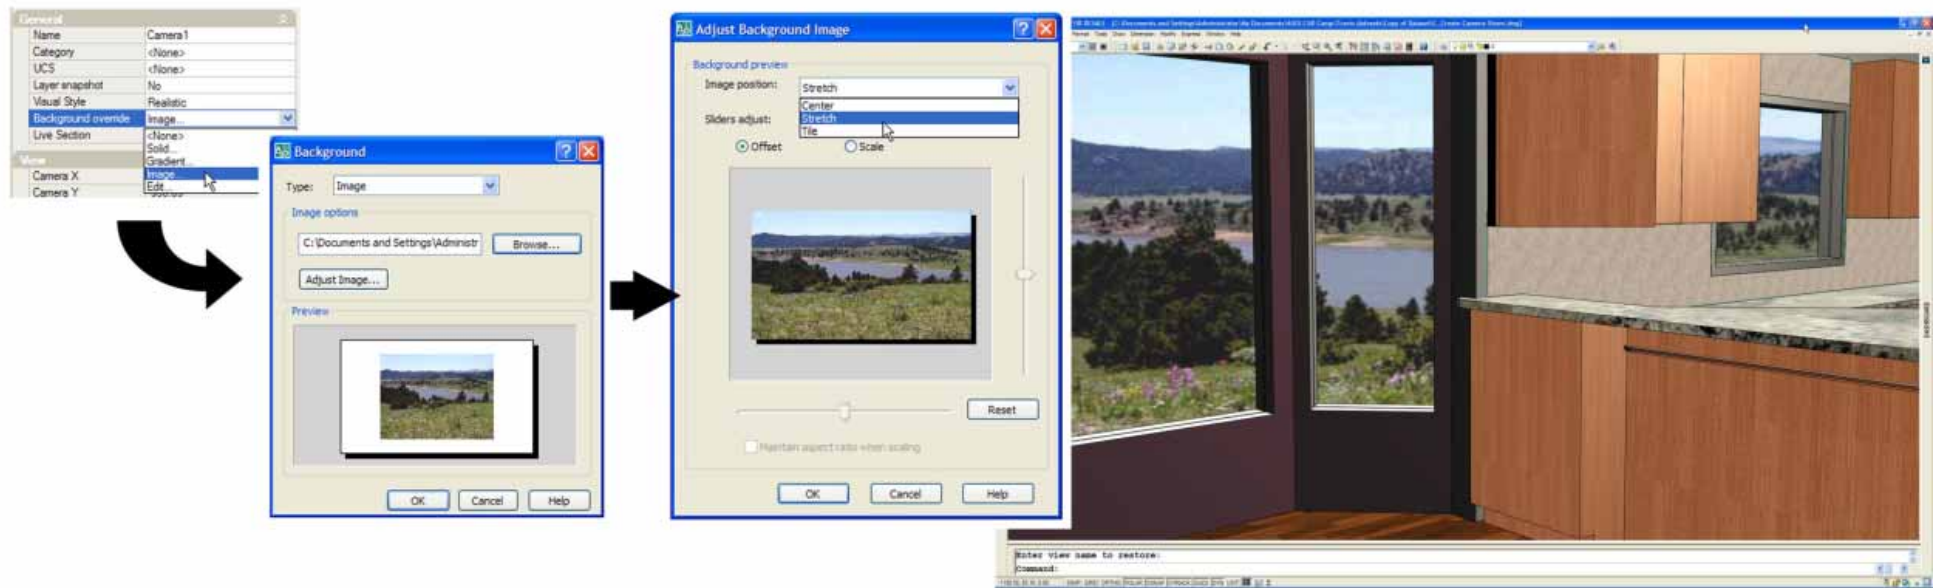 General
Name Camera1
Category <None>
UCS <None>
Layer snapshot No
Visual Style Realistic
Background override Image...
Live Section <None>
Solid...
Gradient...
View
Image...
Camera X
Edit...
Camera Y
Background
Type: Image
Image options
C:\Documents and Settings\Administr Browse...
Adjust Image...
Preview
OK Cancel Help
Adjust Background Image
Background preview
Image position: Stretch
Center
Sliders adjust: Stretch
Tile
Offset Scale
Reset
Maintain aspect ratio when scaling
OK Cancel Help
Enter view name to restore:
Command: